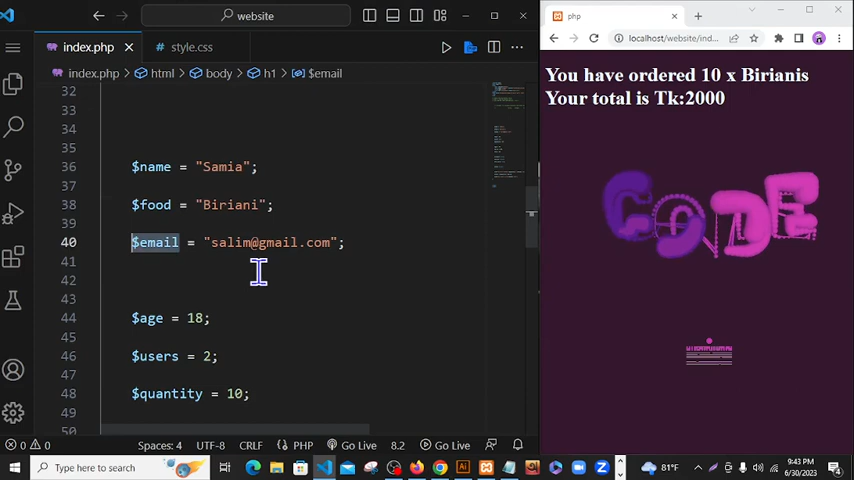 website
index.php
style.css
index.php
html
body
h1
$email
32
33
34
35
36
$name = "Samia";
37
38
$food = "Biriani";
39
40
$email = "salim@gmail.com";
41
42
43
44
$age = 18;
45
46
$users = 2;
47
48
$quantity = 10;
49
50
0
0
Spaces: 4
UTF-8
CRLF
PHP
Go Live
8.2
Go Live
php
localhost/website/ind...
You have ordered 10 x Birianis
Your total is Tk:2000
CODE
Type here to search
81°F
9:43 PM
6/30/2023